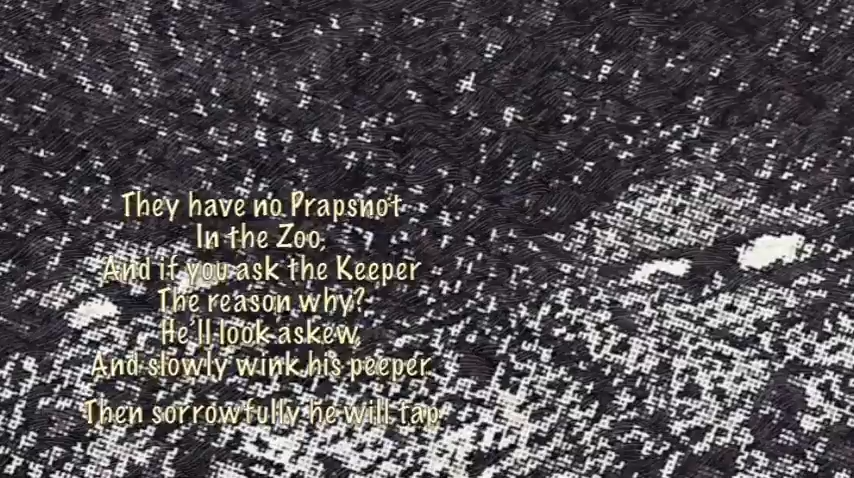 They have no Prapsnot
In the Zoo,
And if you ask the Keeper
The reason why?
He'll look askew,
And slowly wink his peeper.
Then sorrowfully he will tap